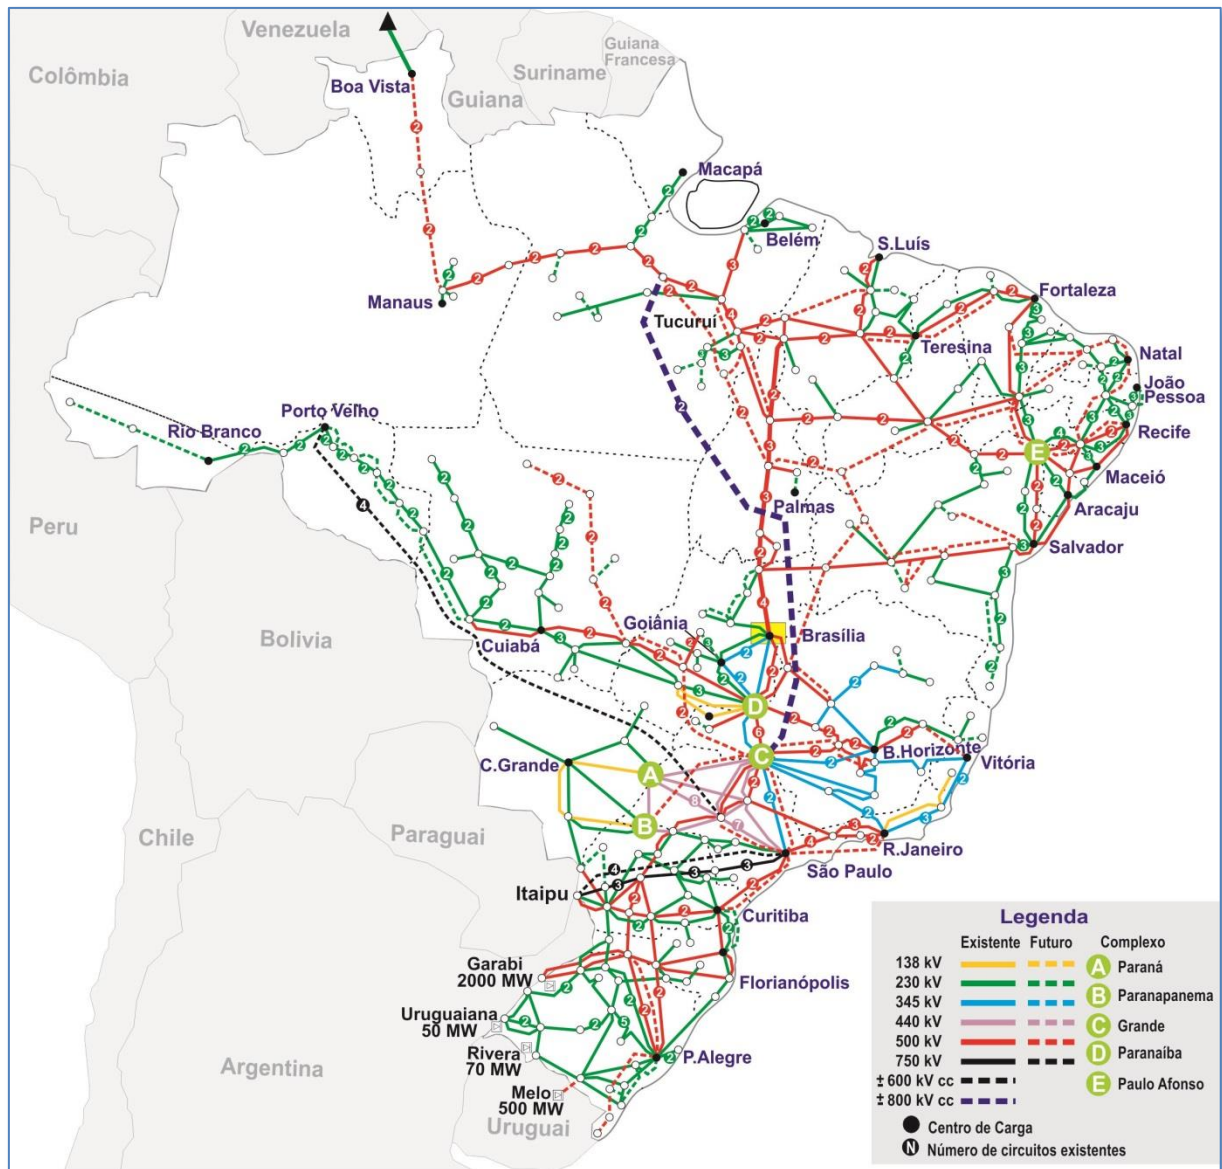 Venezuela
Guiana
Francesa
Suriname
Colômbia
Boa Vista
Guiana
Macapá
Belém
S.Luís
Manaus
Fortaleza
Tucuruí
Teresina
Natal
João
Pessoa
Porto Velho
Rio Branco
Recife
E
Maceió
Palmas
Aracaju
Peru
Salvador
Bolivia
Goiânia
Brasília
Cuiabá
D
B.Horizonte
C
Vitória
C.Grande
A
B
Chile
Paraguai
R.Janeiro
São Paulo
Itaipu
Curitiba
Garabi
2000 MW
Florianópolis
Uruguaiana
50 MW
Rivera
70 MW
P.Alegre
Argentina
Melo
500 MW
Uruguai
Legenda
Existente Futuro Complexo
138 kV A Paraná
230 kV
345 kV B Paranapanema
440 kV C Grande
500 kV D Paranaíba
750 kV E Paulo Afonso
± 600 kV cc
± 800 kV cc
Centro de Carga
N Número de circuitos existentes